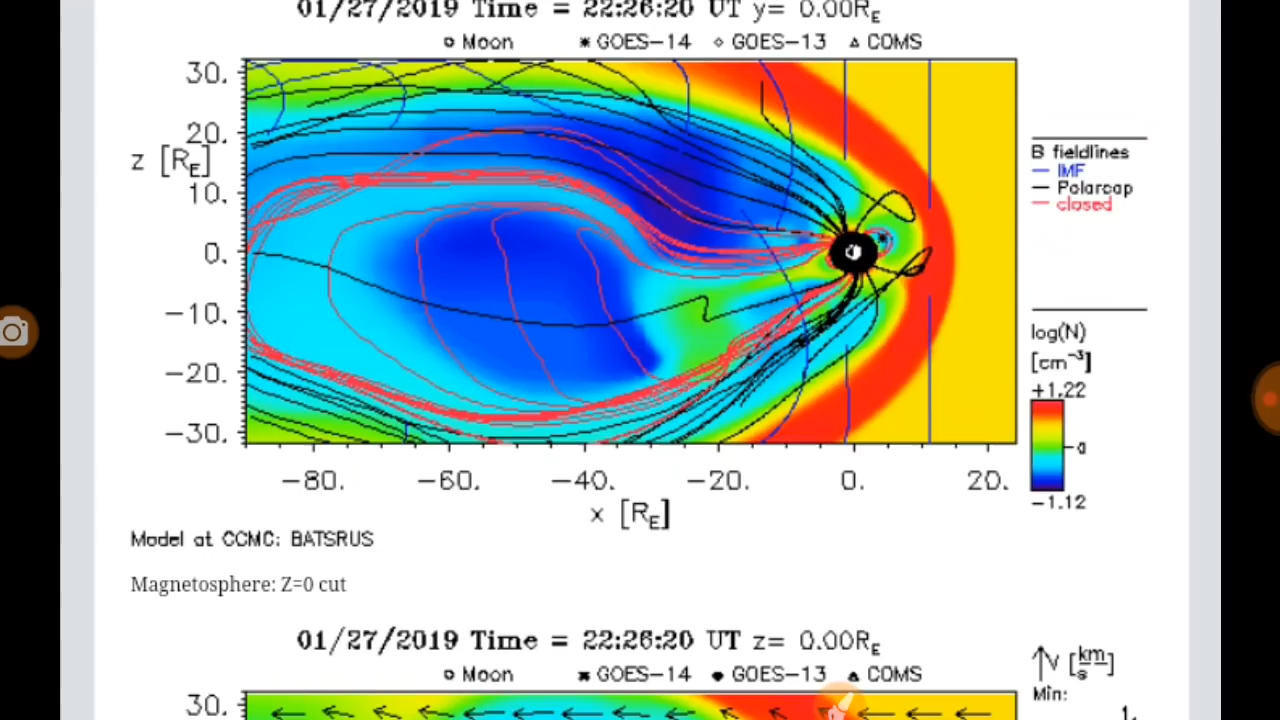 01/27/2019 Time = 22:26:20 UT y= 0.00RE
Moon GOES-14 GOES-13 COMS
30.
20.
z [RE]
10.
0.
-10.
-20.
-30.
-80. -60. -40. -20. 0. 20.
x [RE]
B fieldlines
IMF
Polarcap
closed
log(N)
[cm-3]
+1.22
0
-1.12
Model at CCMC: BATSRUS
Magnetosphere: Z=0 cut
01/27/2019 Time = 22:26:20 UT z= 0.00RE
Moon GOES-14 GOES-13 COMS
V [km/s]
Min:
1.
30.